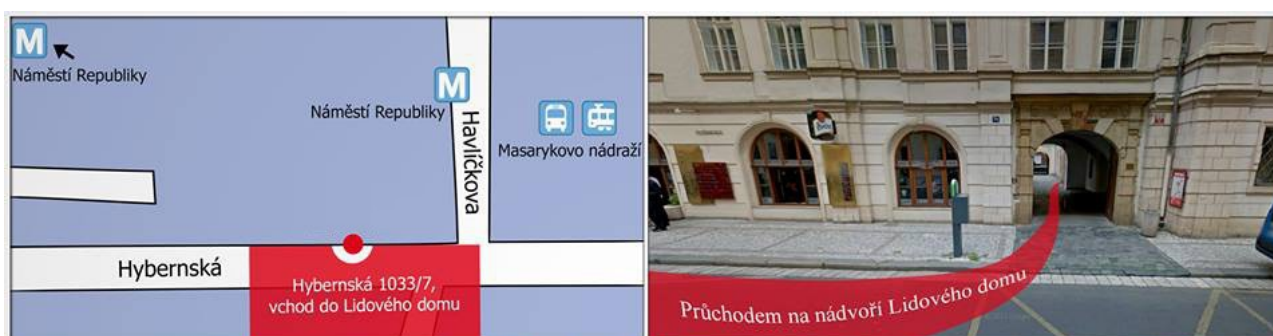 M
Náměstí Republiky
Náměstí Republiky
M
Havlíčkova
Masarykovo nádraží
Hybernská
Hybernská 1033/7,
vchod do Lidového domu
Průchodem na nádvoří Lidového domu